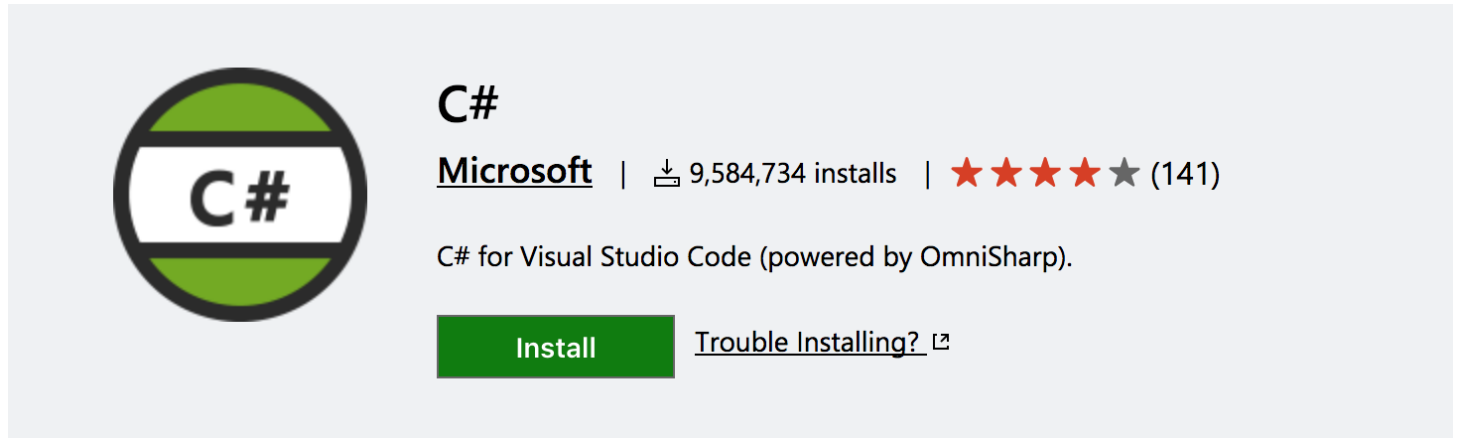 C#
C#
Microsoft | 9,584,734 installs | (141)
C# for Visual Studio Code (powered by OmniSharp).
Install Trouble Installing?